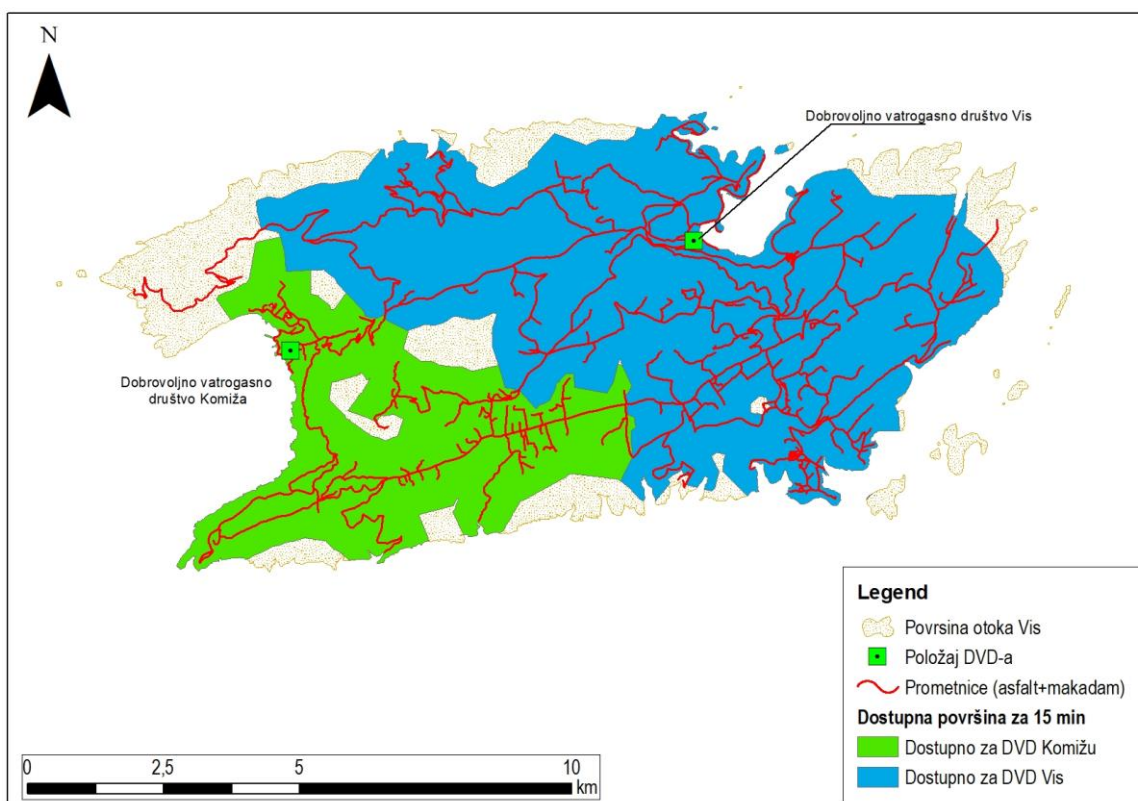 N
Dobrovoljno vatrogasno društvo Vis
Dobrovoljno vatrogasno
društvo Komiža
Legend
Povrsina otoka Vis
Položaj DVD-a
Prometnice (asfalt+makadam)
Dostupna površina za 15 min
Dostupno za DVD Komižu
Dostupno za DVD Vis
0 2,5 5 10
km